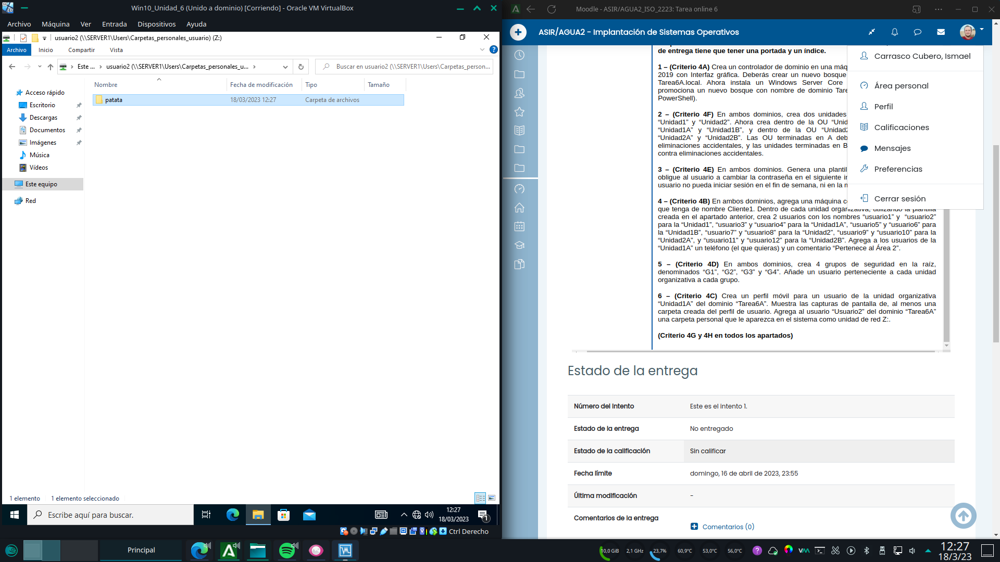 Win10_Unidad_6 (Unido a dominio) [Corriendo] - Oracle VM VirtualBox
Archivo Máquina Ver Entrada Dispositivos Ayuda
usuario2 (\\SERVER1\Users\Carpetas_personales_usuario) (Z:)
Archivo Inicio Compartir Vista
Este ... usuario2 (\\SERVER1\Users\Carpetas_personales_u...
Buscar en usuario2 (\\SERVER1\Users\Carpetas_person...
Nombre Fecha de modificación Tipo Tamaño
patata 18/03/2023 12:27 Carpeta de archivos
Acceso rápido
Escritorio
Descargas
Documentos
Imágenes
Música
Vídeos
Este equipo
Red
1 elemento 1 elemento seleccionado
Escribe aquí para buscar.
12:27
18/03/2023
1
Ctrl Derecho
Moodle - ASIR/AGUA2_ISO_2223: Tarea online 6
ASIR/AGUA2 - Implantación de Sistemas Operativos
Carrasco Cubero, Ismael
Área personal
Perfil
Calificaciones
Mensajes
Preferencias
Cerrar sesión
de entrega tiene que tener una portada y un índice.
1 – (Criterio 4A) Crea un controlador de dominio en una máq
2019 con Interfaz gráfica. Deberás crear un nuevo bosque
Tarea6A.local. Ahora instala un Windows Server Core
promociona un nuevo bosque con nombre de dominio Tare
PowerShell).
2 – (Criterio 4F) En ambos dominios, crea dos unidades
“Unidad1” y “Unidad2”. Ahora crea dentro de la OU “Unid
“Unidad1A” y “Unidad1B”, y dentro de la OU “Unidad2
“Unidad2A” y “Unidad2B”. Las OU terminadas en A deb
eliminaciones accidentales, y las unidades terminadas en B
contra eliminaciones accidentales.
3 – (Criterio 4E) En ambos dominios. Genera una plantil
obligue al usuario a cambiar la contraseña en el siguiente in
usuario no pueda iniciar sesión en el fin de semana, ni en la m
4 – (Criterio 4B) En ambos dominios, agrega una máquina c
que tenga de nombre Cliente1. Dentro de cada unidad organizativa, utilizando la plantilla
creada en el apartado anterior, crea 2 usuarios con los nombres “usuario1” y “usuario2”
para la “Unidad1”, “usuario3” y “usuario4” para la “Unidad1A”, “usuario5” y “usuario6” para
la “Unidad1B”, “usuario7” y “usuario8” para la “Unidad2”, “usuario9” y “usuario10” para la
“Unidad2A”, y “usuario11” y “usuario12” para la “Unidad2B”. Agrega a los usuarios de la
“Unidad1A” un teléfono (el que quieras) y un comentario “Pertenece al Área 2”.
5 – (Criterio 4D) En ambos dominios, crea 4 grupos de seguridad en la raíz,
denominados “G1”, “G2”, “G3” y “G4”. Añade un usuario perteneciente a cada unidad
organizativa a cada grupo.
6 – (Criterio 4C) Crea un perfil móvil para un usuario de la unidad organizativa
“Unidad1A” del dominio “Tarea6A”. Muestra las capturas de pantalla de, al menos una
carpeta creada del perfil de usuario. Agrega al usuario “Usuario2” del dominio “Tarea6A”
una carpeta personal que le aparezca en el sistema como unidad de red Z:.
(Criterio 4G y 4H en todos los apartados)
Estado de la entrega
Número del intento Este es el intento 1.
Estado de la entrega No entregado
Estado de la calificación Sin calificar
Fecha límite domingo, 16 de abril de 2023, 23:55
Última modificación -
Comentarios de la entrega
Comentarios (0)
Principal
10,0 GiB 2,1 GHz 23,7% 60,9°C 53,0°C 56,0°C
12:27
18/3/23